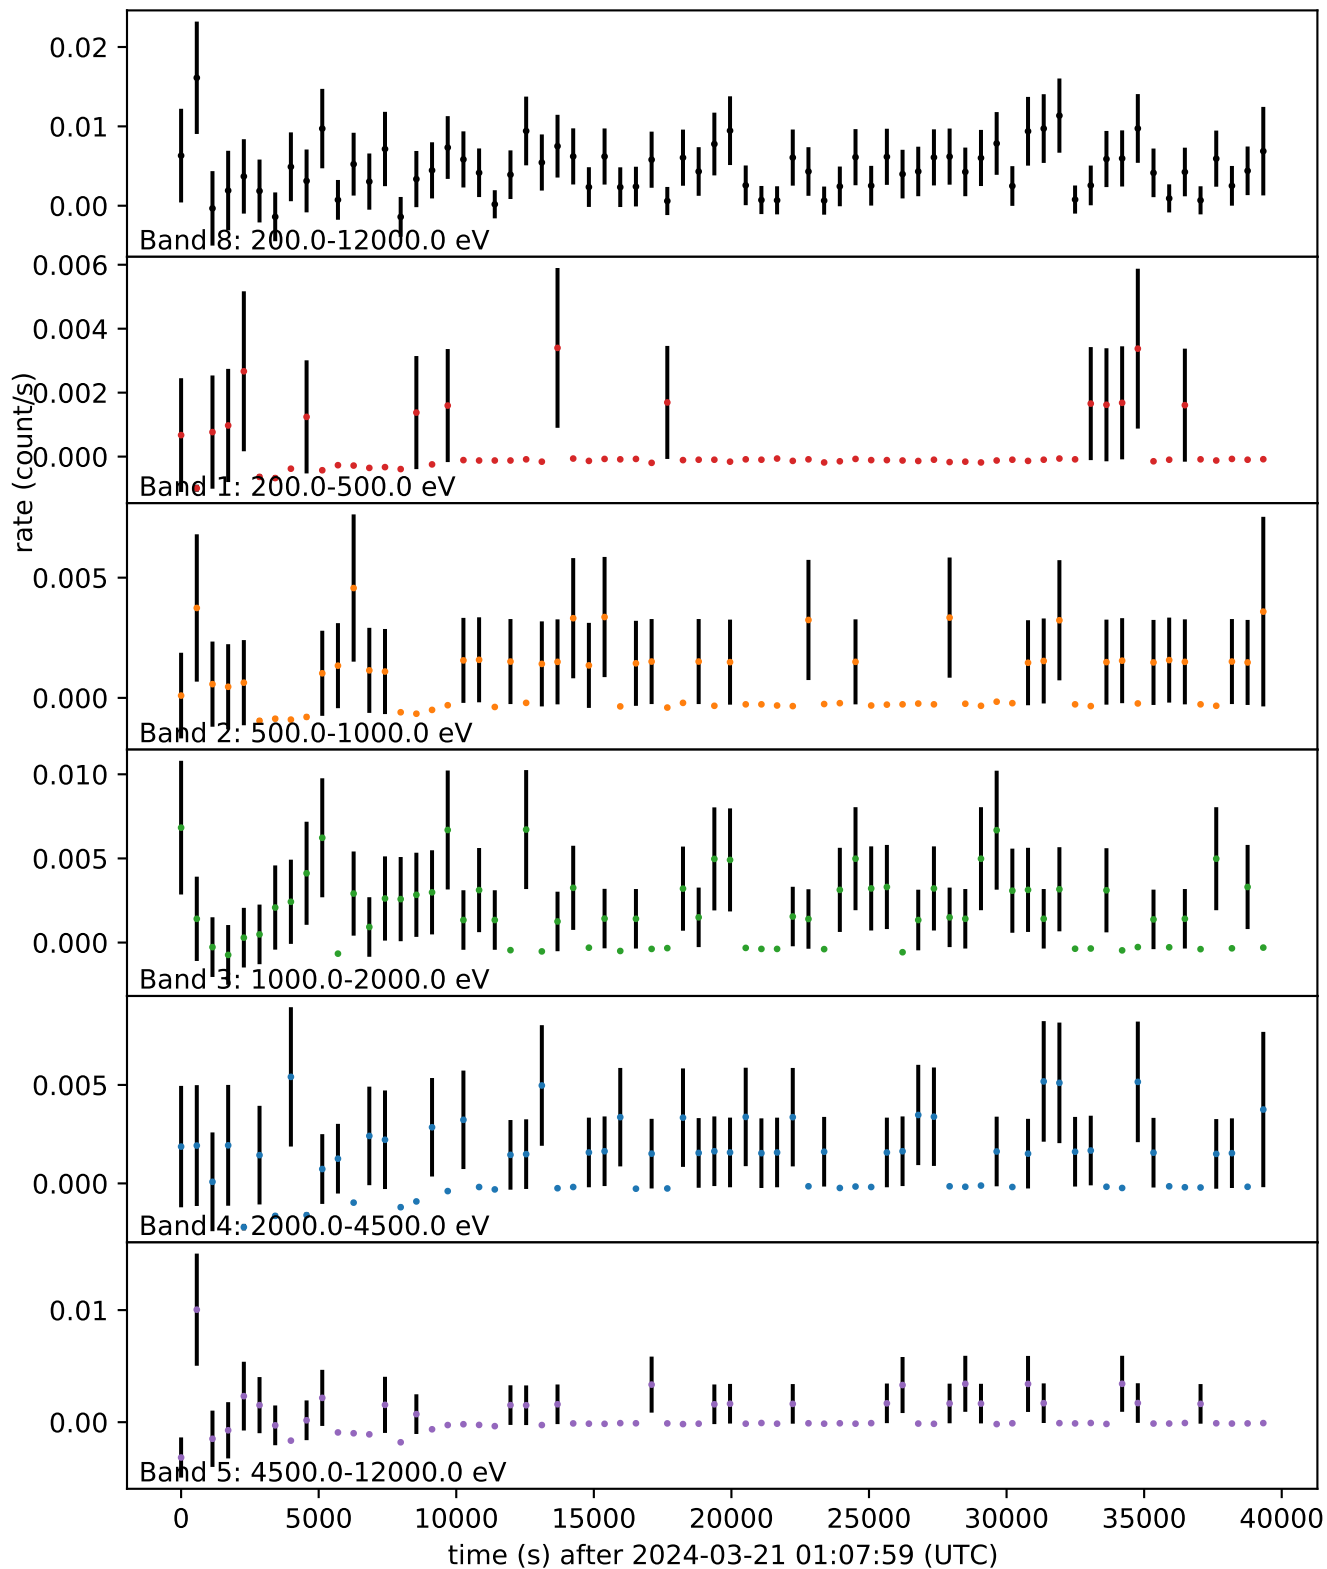 0.02
0.01
0.00
Band 8: 200.0-12000.0 eV
0.006
0.004
0.002
0.000
Band 1: 200.0-500.0 eV
rate (count/s)
0.005
0.000
Band 2: 500.0-1000.0 eV
0.010
0.005
0.000
Band 3: 1000.0-2000.0 eV
0.005
0.000
Band 4: 2000.0-4500.0 eV
0.01
0.00
Band 5: 4500.0-12000.0 eV
0 5000 10000 15000 20000 25000 30000 35000 40000
time (s) after 2024-03-21 01:07:59 (UTC)